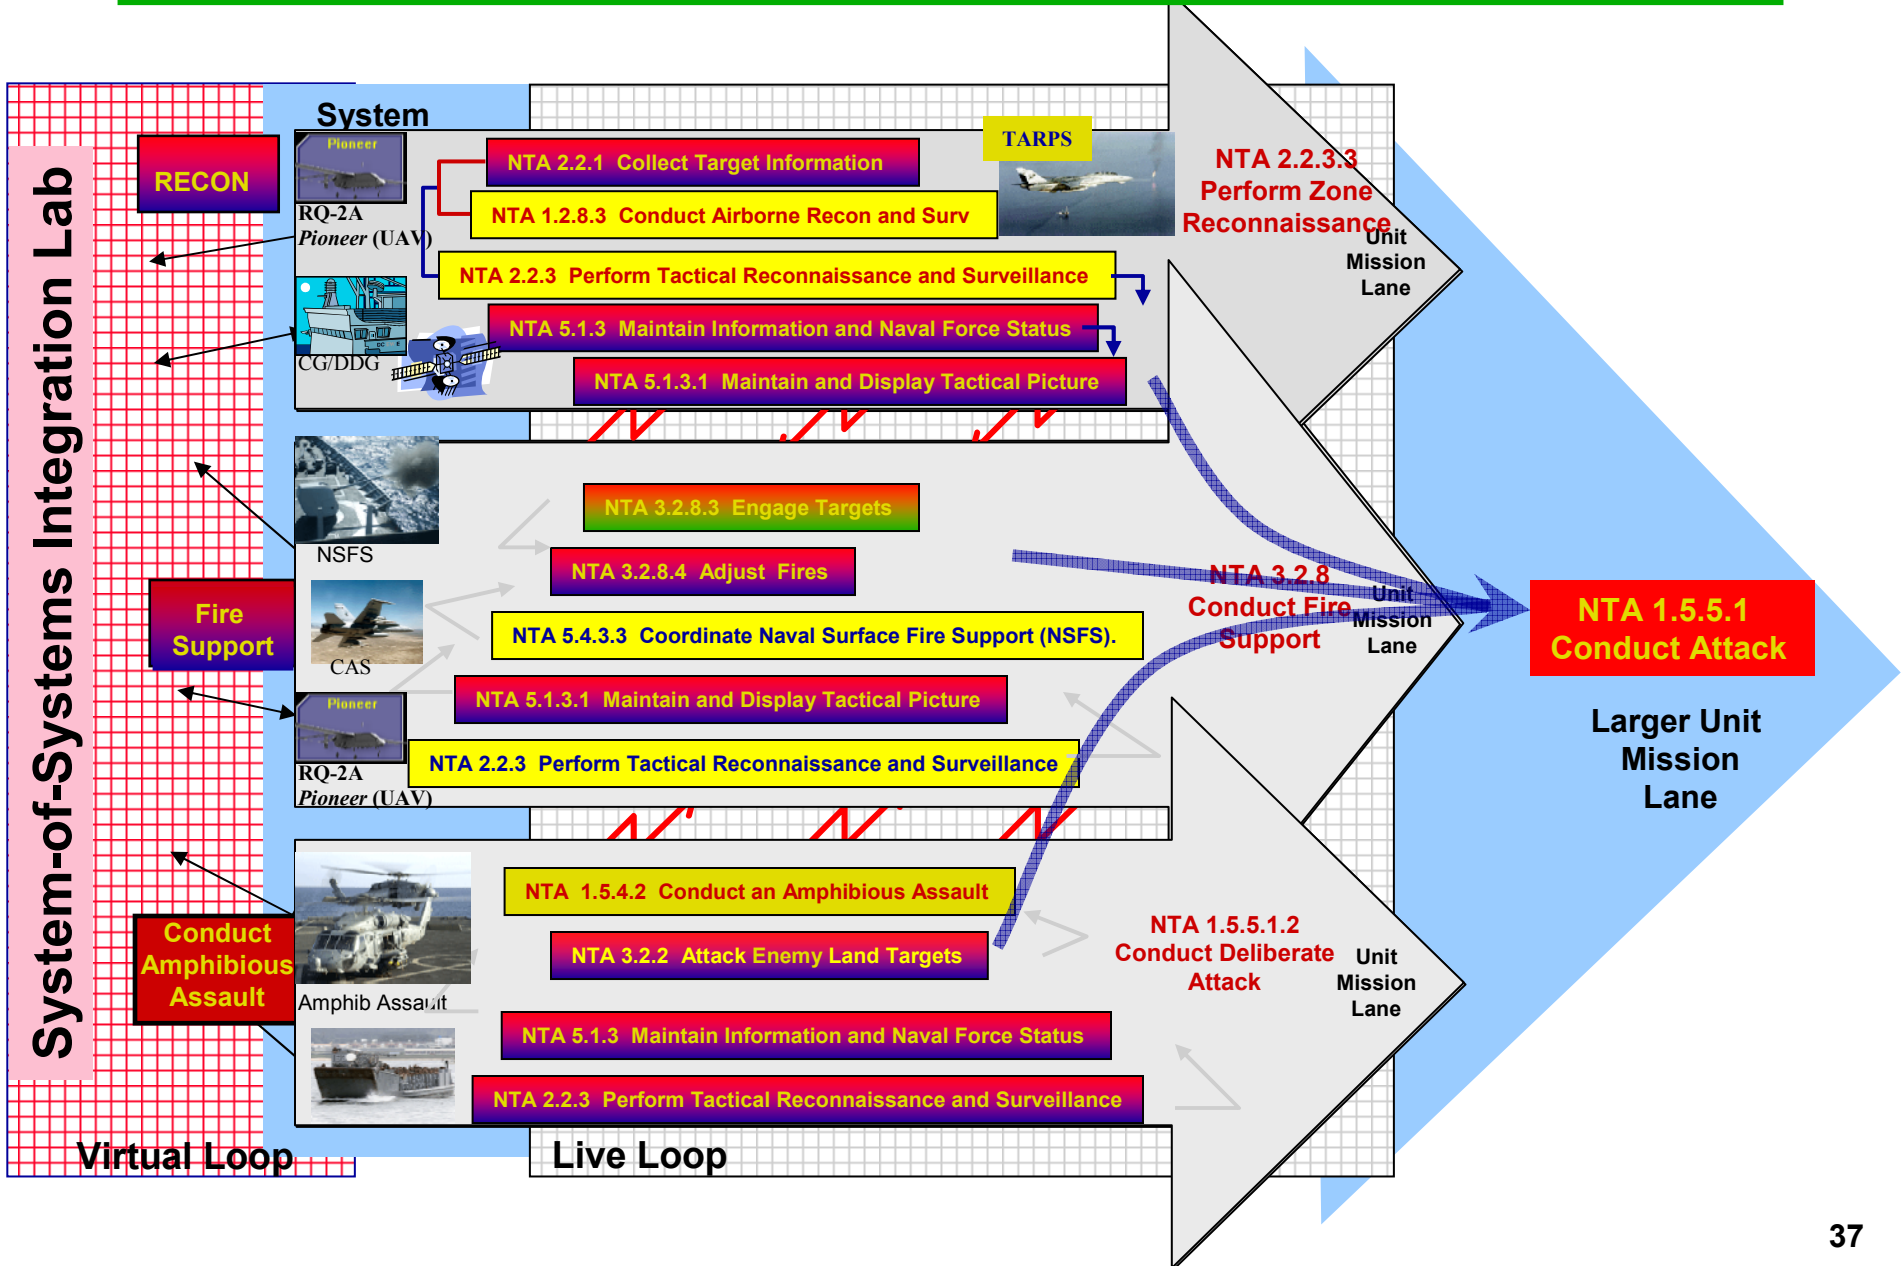 System-of-Systems Integration Lab
System
RECON
Pioneer
RQ-2A
Pioneer (UAV)
CG/DDG
NTA 2.2.1 Collect Target Information
TARPS
NTA 1.2.8.3 Conduct Airborne Recon and Surv
NTA 2.2.3 Perform Tactical Reconnaissance and Surveillance
NTA 5.1.3 Maintain Information and Naval Force Status
NTA 5.1.3.1 Maintain and Display Tactical Picture
NTA 2.2.3.3
Perform Zone
Reconnaissance
Unit
Mission
Lane
Fire
Support
NSFS
CAS
Pioneer
RQ-2A
Pioneer (UAV)
NTA 3.2.8.3 Engage Targets
NTA 3.2.8.4 Adjust Fires
NTA 5.4.3.3 Coordinate Naval Surface Fire Support (NSFS).
NTA 5.1.3.1 Maintain and Display Tactical Picture
NTA 2.2.3 Perform Tactical Reconnaissance and Surveillance
NTA 3.2.8
Conduct Fire
Support
Unit
Mission
Lane
Conduct
Amphibious
Assault
Amphib Assault
NTA 1.5.4.2 Conduct an Amphibious Assault
NTA 3.2.2 Attack Enemy Land Targets
NTA 5.1.3 Maintain Information and Naval Force Status
NTA 2.2.3 Perform Tactical Reconnaissance and Surveillance
NTA 1.5.5.1.2
Conduct Deliberate
Attack
Unit
Mission
Lane
NTA 1.5.5.1
Conduct Attack
Larger Unit
Mission
Lane
Virtual Loop
Live Loop
37